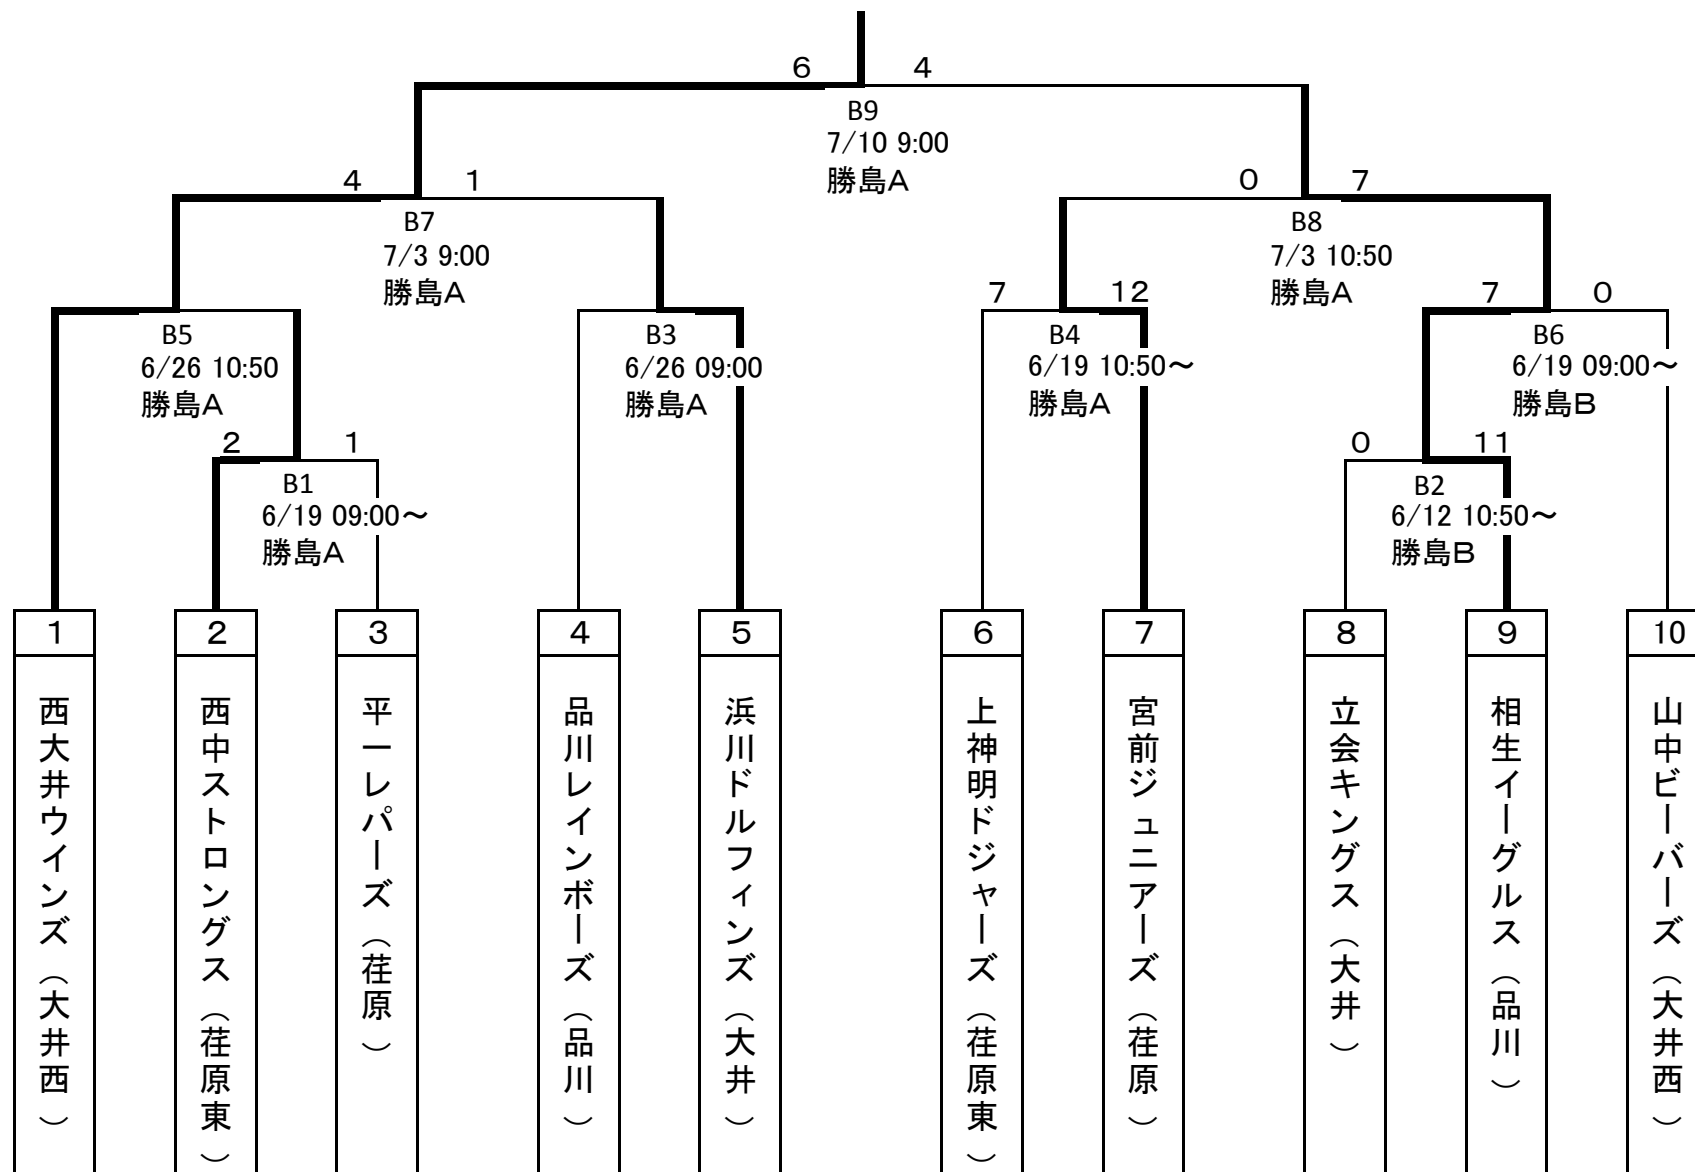 6 4
B9
7/10 9:00
勝島A
4 1
0 7
B7
7/3 9:00
勝島A
B8
7/3 10:50
勝島A
7 12
7 0
B5
6/26 10:50
勝島A
B3
6/26 09:00
勝島A
B4
6/19 10:50～
勝島A
B6
6/19 09:00～
勝島B
2 1
0 11
B1
6/19 09:00～
勝島A
B2
6/12 10:50～
勝島B
1
西大井ウインズ（大井西）
2
西中ストロングス（荏原東）
3
平一レパーズ（荏原）
4
品川レインボーズ（品川）
5
浜川ドルフィンズ（大井）
6
上神明ドジャーズ（荏原東）
7
宮前ジュニアーズ（荏原）
8
立会キングス（大井）
9
相生イーグルス（品川）
10
山中ビーバーズ（大井西）